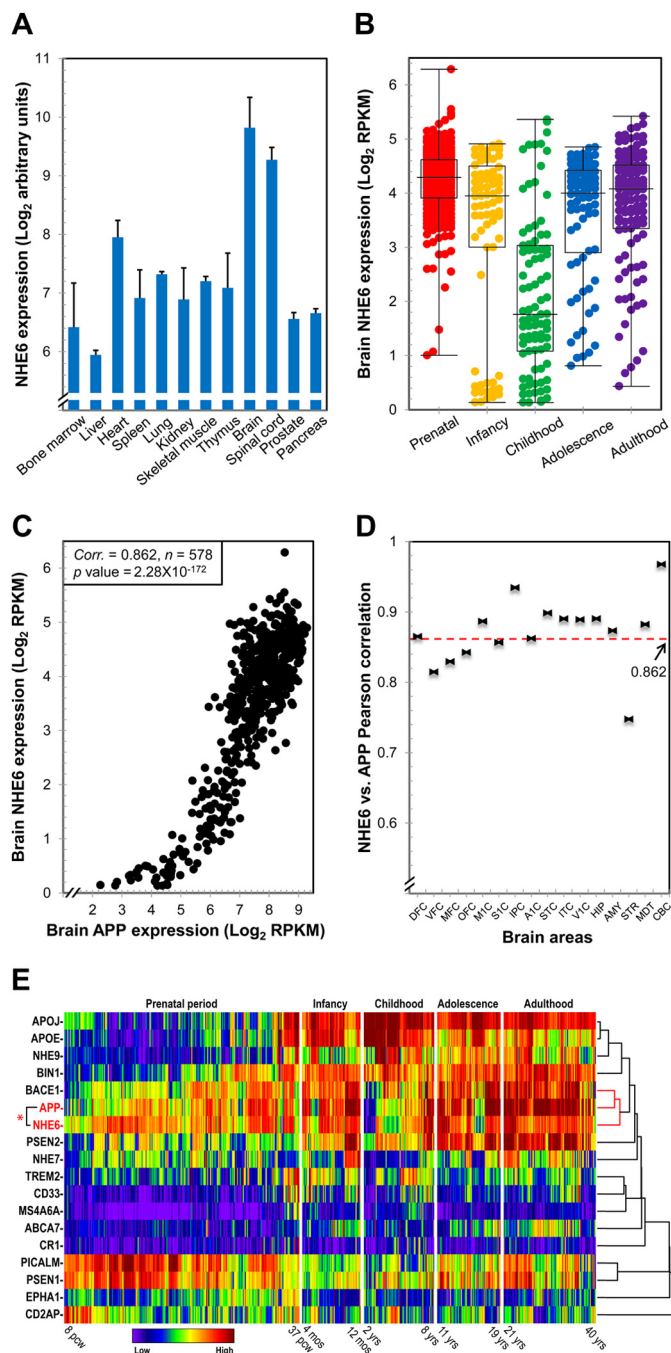 A
NHE6 expression (Log2 arbitrary units)
11
10
9
8
7
6
Bone marrow
Liver
Heart
Spleen
Lung
Kidney
Skeletal muscle
Thymus
Brain
Spinal cord
Prostate
Pancreas
B
Brain NHE6 expression (Log2 RPKM)
6
5
4
3
2
1
0
Prenatal
Infancy
Childhood
Adolescence
Adulthood
C
Corr. = 0.862, n = 578
p value = 2.28X10-172
Brain NHE6 expression (Log2 RPKM)
6
5
4
3
2
1
0
2 3 4 5 6 7 8 9
Brain APP expression (Log2 RPKM)
D
NHE6 vs. APP Pearson correlation
1
0.9
0.8
0.7
0.6
0.862
DFC
VFC
MFC
OFC
M1C
S1C
IPC
A1C
STC
ITC
V1C
HIP
AMY
STR
MDT
CBC
Brain areas
E
Prenatal period Infancy Childhood Adolescence Adulthood
APOJ-
APOE-
NHE9-
BIN1-
BACE1-
* APP-
NHE6-
PSEN2-
NHE7-
TREM2-
CD33-
MS4A6A-
ABCA7-
CR1-
PICALM-
PSEN1-
EPHA1-
CD2AP-
8 pcw 37 pcw 4 mos 12 mos 2 yrs 8 yrs 11 yrs 19 yrs 21 yrs 40 yrs
Low High